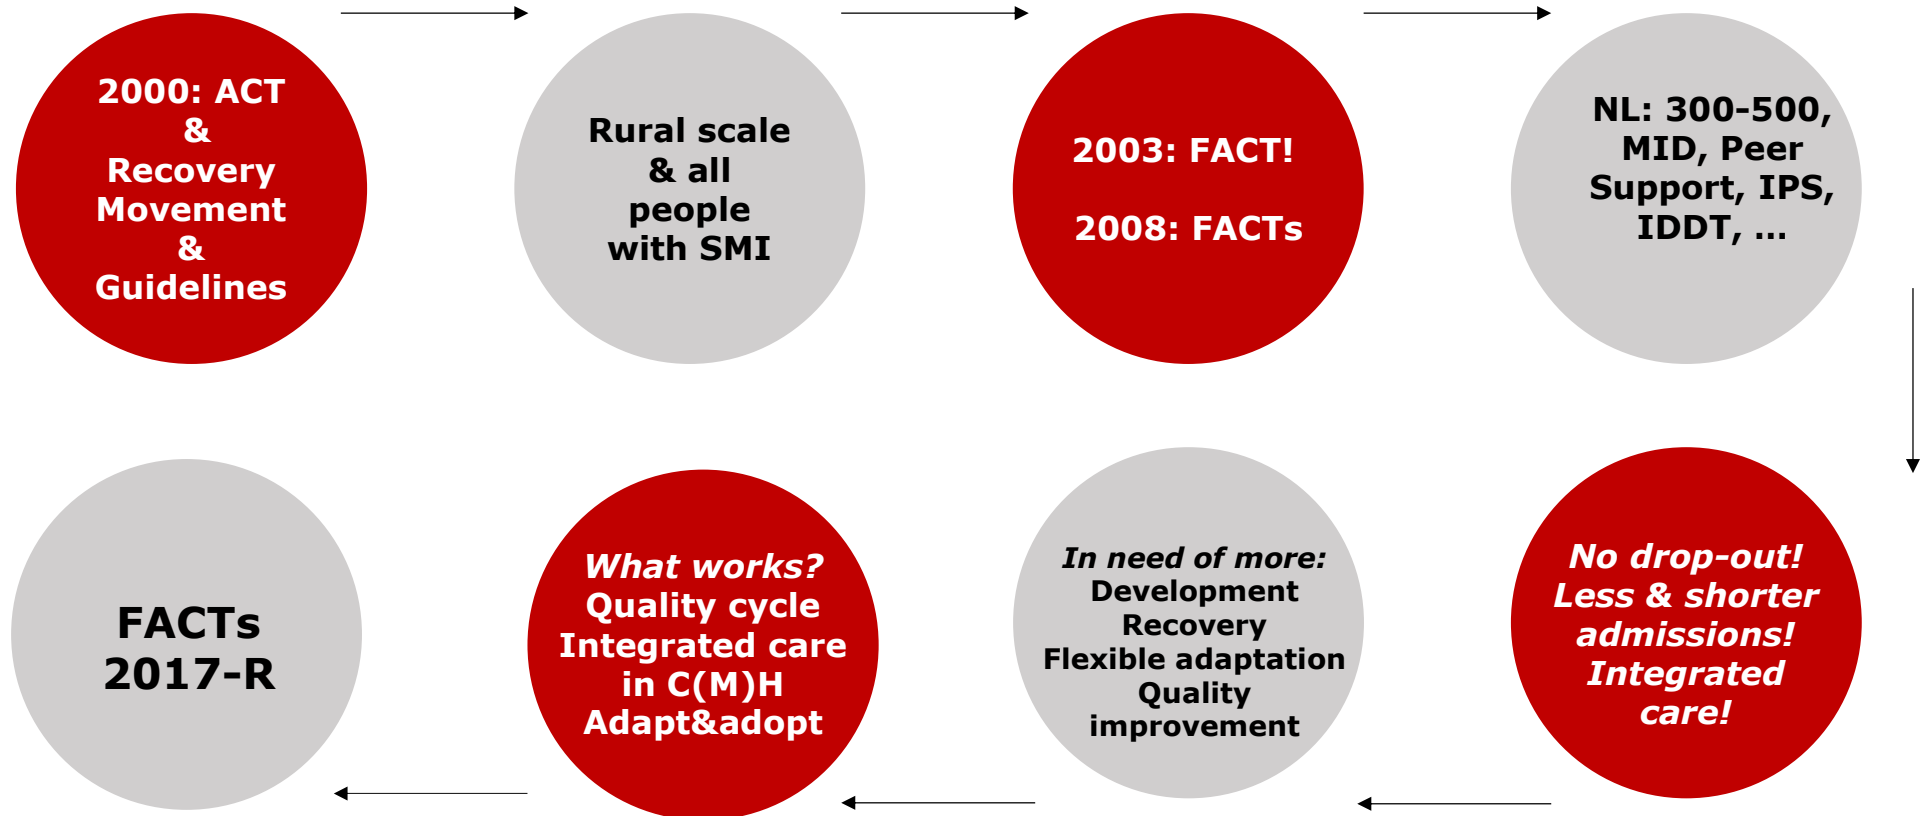 2000: ACT
&
Recovery
Movement
&
Guidelines
Rural scale
& all
people
with SMI
2003: FACT!
2008: FACTs
NL: 300-500,
MID, Peer
Support, IPS,
IDDT, …
No drop-out!
Less & shorter
admissions!
Integrated
care!
In need of more:
Development
Recovery
Flexible adaptation
Quality
improvement
What works?
Quality cycle
Integrated care
in C(M)H
Adapt&adopt
FACTs
2017-R